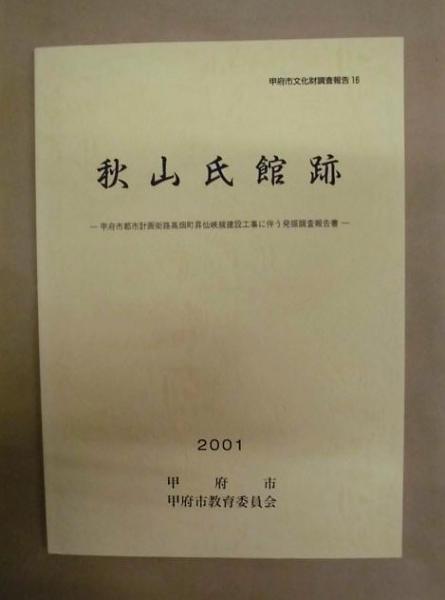 甲府市文化財調査報告 16
秋山氏館跡
― 甲府市都市計画街路高畑町昇仙峡線建設工事に伴う発掘調査報告書 ―
2001
甲府市
甲府市教育委員会